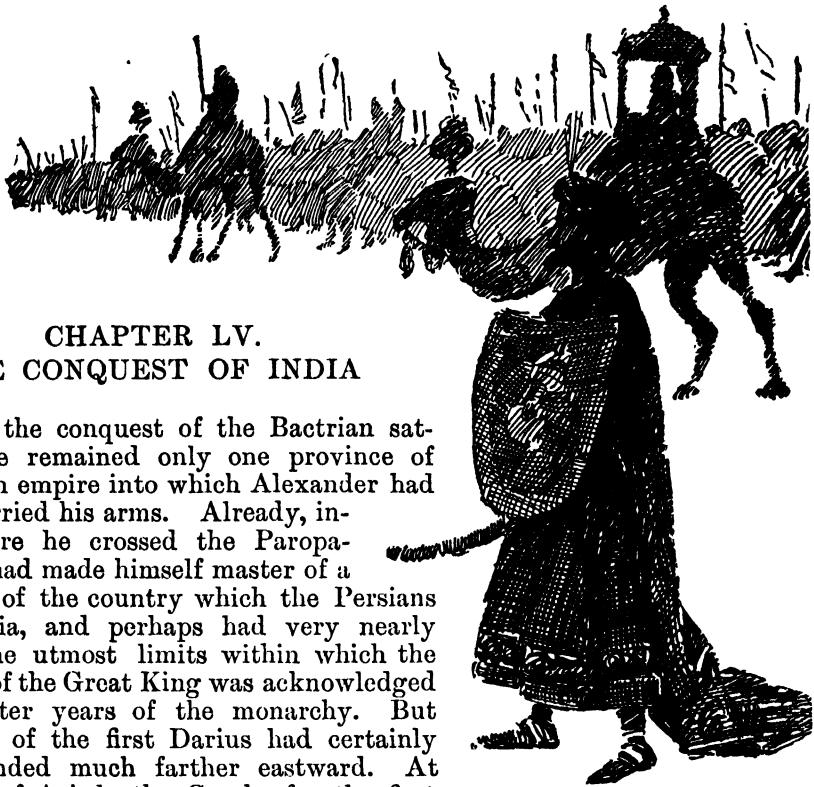 CHAPTER LV.
CONQUEST OF INDIA
the conquest of the Bactrian sat-
remained only one province of
empire into which Alexander had
ried his arms. Already, in-
re he crossed the Paropa-
had made himself master of a
of the country which the Persians
ia, and perhaps had very nearly
utmost limits within which the
of the Great King was acknowledged
ter years of the monarchy. But
of the first Darius had certainly
nded much farther eastward. At